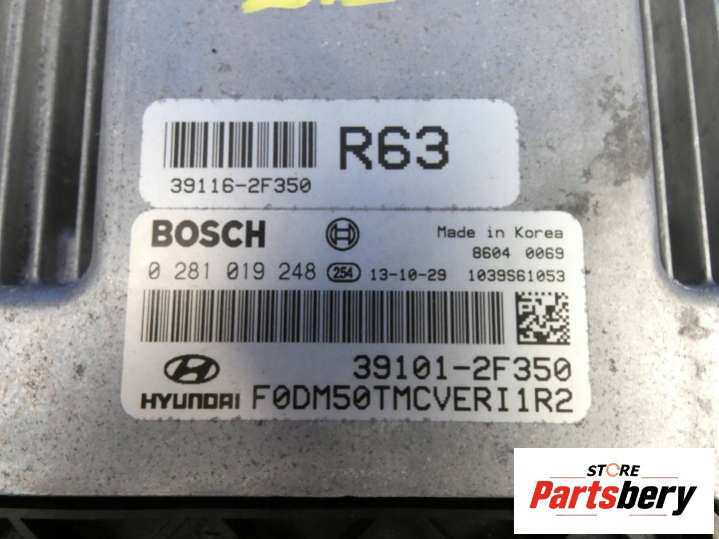 R63
39116-2F350
BOSCH
Made in Korea
8604 0069
0 281 019 248 254 13-10-29 1039S61053
39101-2F350
HYUNDAI F0DM50TMCVERI1R2
STORE
Partsbery